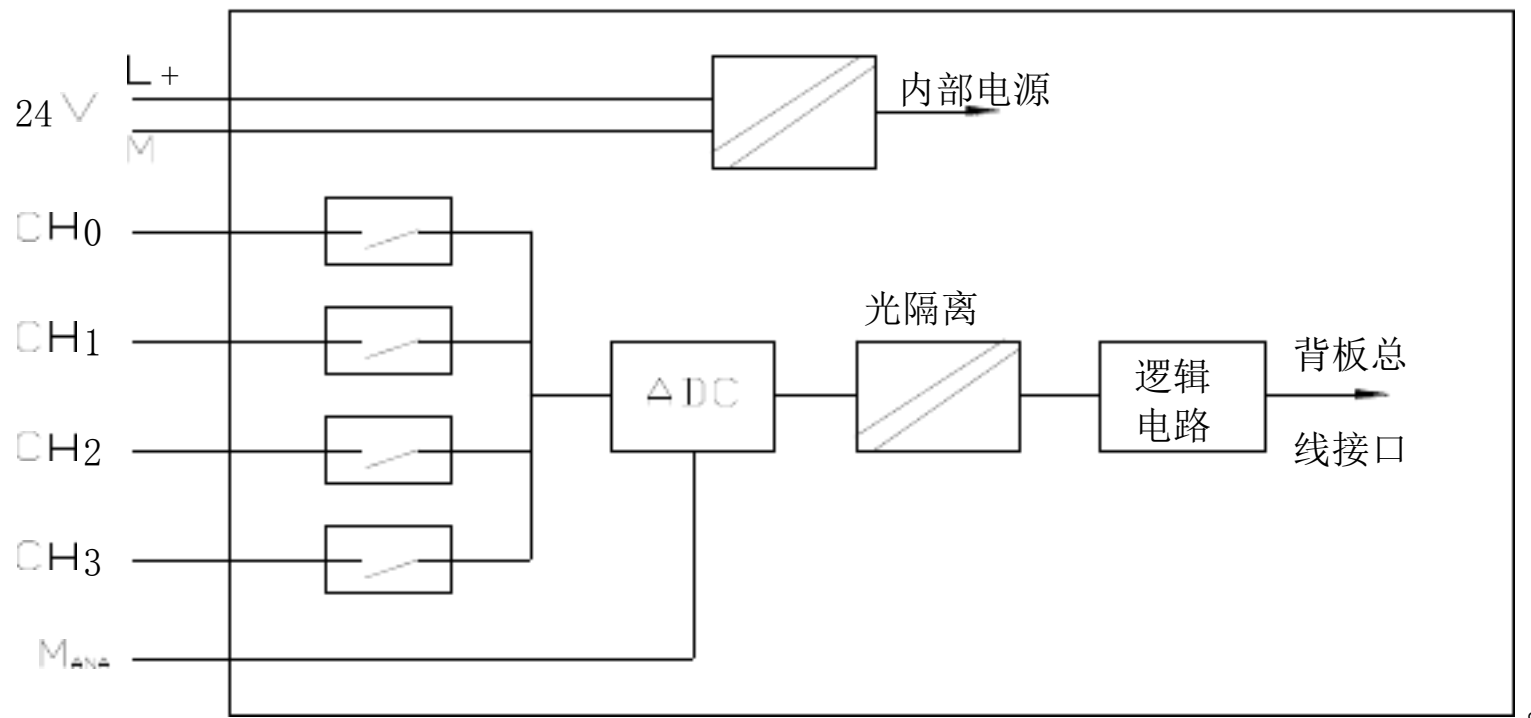 L+
24V
M
内部电源
CH0
CH1
光隔离
ADC
逻辑
电路
背板总
线接口
CH2
CH3
MANA
。